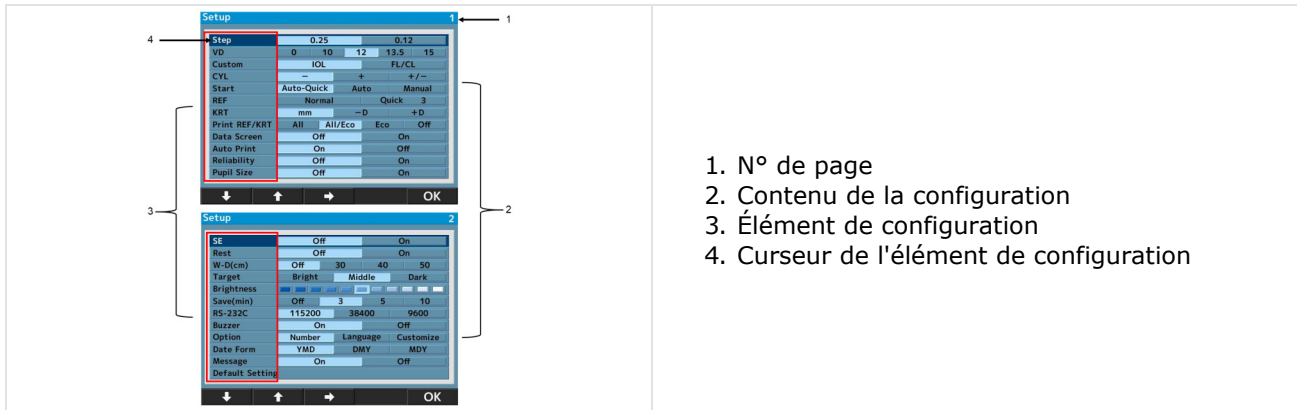 Setup 1
1
4
Step 0.25 0.12
VD 0 10 12 13.5 15
Custom IOL FL/CL
CYL − + +/−
Start Auto-Quick Auto Manual
REF Normal Quick 3
KRT mm −D +D
Print REF/KRT All All/Eco Eco Off
Data Screen Off On
Auto Print On Off
Reliability Off On
Pupil Size Off On
OK
3
2
Setup 2
SE Off On
Rest Off On
W-D(cm) Off 30 40 50
Target Bright Middle Dark
Brightness
Save(min) Off 3 5 10
RS-232C 115200 38400 9600
Buzzer On Off
Option Number Language Customize
Date Form YMD DMY MDY
Message On Off
Default Setting
OK
1. N° de page
2. Contenu de la configuration
3. Élément de configuration
4. Curseur de l'élément de configuration